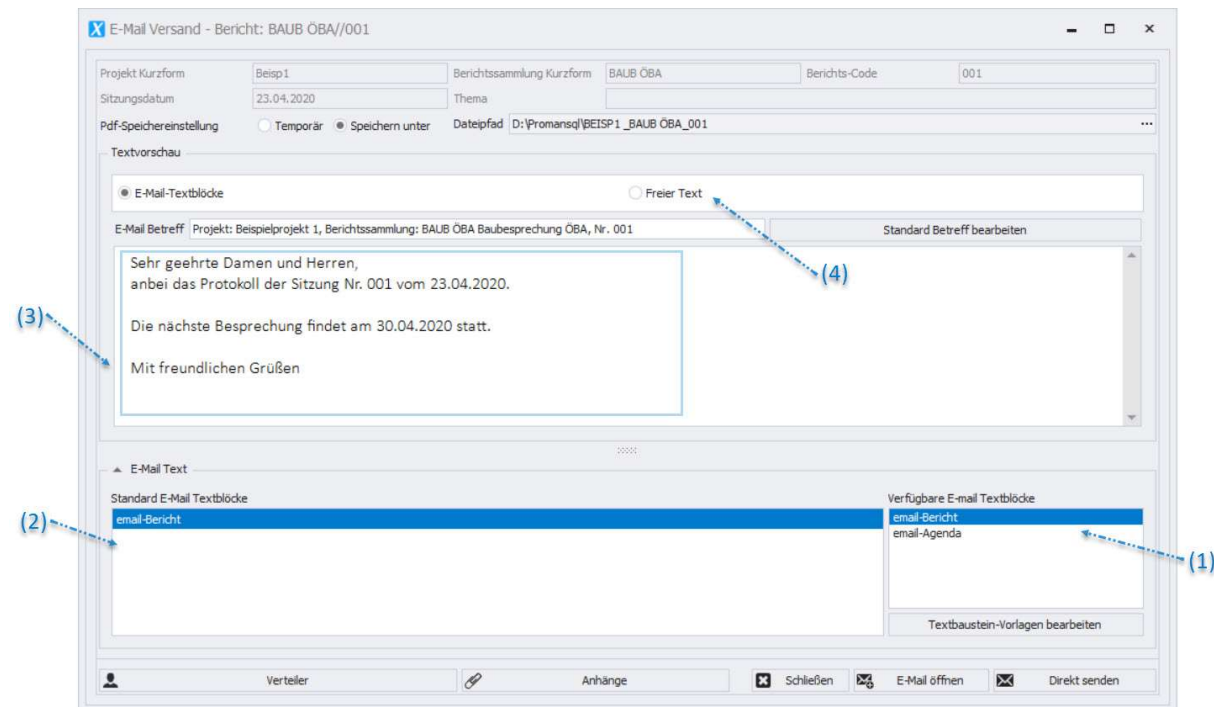 E-Mail Versand - Bericht: BAUB ÖBA//001
Projekt Kurzform Beisp1 Berichtssammlung Kurzform BAUB ÖBA Berichts-Code 001
Sitzungsdatum 23.04.2020 Thema
Pdf-Speichereinstellung Temporär Speichern unter Dateipfad D:\Promansql\BEISP1 _BAUB ÖBA_001 ...
Textvorschau
E-Mail-Textblöcke Freier Text
E-Mail Betreff Projekt: Beispielprojekt 1, Berichtssammlung: BAUB ÖBA Baubesprechung ÖBA, Nr. 001 Standard Betreff bearbeiten
Sehr geehrte Damen und Herren,
(4)
anbei das Protokoll der Sitzung Nr. 001 vom 23.04.2020.
(3)
Die nächste Besprechung findet am 30.04.2020 statt.
Mit freundlichen Grüßen
E-Mail Text
Standard E-Mail Textblöcke Verfügbare E-mail Textblöcke
(2) email-Bericht email-Bericht
email-Agenda
(1)
Textbaustein-Vorlagen bearbeiten
Verteiler Anhänge Schließen E-Mail öffnen Direkt senden